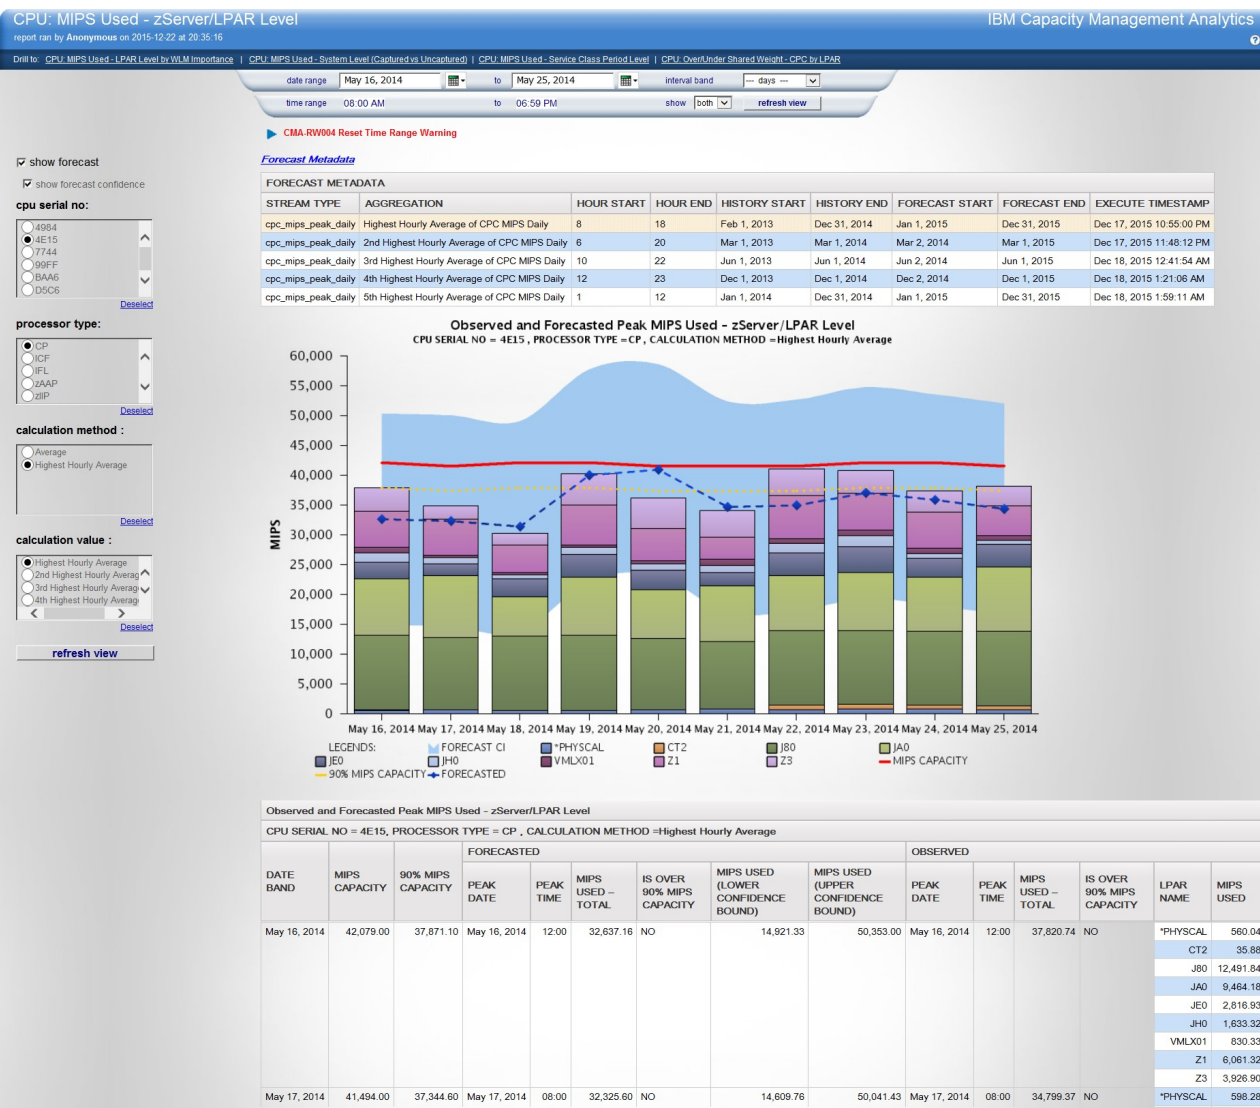 CPU: MIPS Used - zServer/LPAR Level
IBM Capacity Management Analytics
report ran by Anonymous on 2015-12-22 at 20:35:16
Drill to: CPU: MIPS Used - LPAR Level by WLM Importance | CPU: MIPS Used - System Level (Captured vs Uncaptured) | CPU: MIPS Used - Service Class Period Level | CPU: Over/Under Shared Weight - CPC by LPAR
date range May 16, 2014 to May 25, 2014 interval band --- days ---
time range 08:00 AM to 06:59 PM show both refresh view
CMA-RW004 Reset Time Range Warning
Forecast Metadata
show forecast
show forecast confidence
cpu serial no:
4984
4E15
7744
99FF
BAA6
D5C6
Deselect
processor type:
CP
ICF
IFL
zAAP
zIIP
Deselect
calculation method :
Average
Highest Hourly Average
Deselect
calculation value :
Highest Hourly Average
2nd Highest Hourly Averag
3rd Highest Hourly Averag
4th Highest Hourly Averag
Deselect
refresh view
FORECAST METADATA
STREAM TYPE AGGREGATION HOUR START HOUR END HISTORY START HISTORY END FORECAST START FORECAST END EXECUTE TIMESTAMP
cpc_mips_peak_daily Highest Hourly Average of CPC MIPS Daily 8 18 Feb 1, 2013 Dec 31, 2014 Jan 1, 2015 Dec 31, 2015 Dec 17, 2015 10:55:00 PM
cpc_mips_peak_daily 2nd Highest Hourly Average of CPC MIPS Daily 6 20 Mar 1, 2013 Mar 1, 2014 Mar 2, 2014 Mar 1, 2015 Dec 17, 2015 11:48:12 PM
cpc_mips_peak_daily 3rd Highest Hourly Average of CPC MIPS Daily 10 22 Jun 1, 2013 Jun 1, 2014 Jun 2, 2014 Jun 1, 2015 Dec 18, 2015 12:41:54 AM
cpc_mips_peak_daily 4th Highest Hourly Average of CPC MIPS Daily 12 23 Dec 1, 2013 Dec 1, 2014 Dec 2, 2014 Dec 1, 2015 Dec 18, 2015 1:21:06 AM
cpc_mips_peak_daily 5th Highest Hourly Average of CPC MIPS Daily 1 12 Jan 1, 2014 Dec 31, 2014 Jan 1, 2015 Dec 31, 2015 Dec 18, 2015 1:59:11 AM
Observed and Forecasted Peak MIPS Used - zServer/LPAR Level
CPU SERIAL NO = 4E15 , PROCESSOR TYPE =CP , CALCULATION METHOD =Highest Hourly Average
60,000
55,000
50,000
45,000
40,000
35,000
30,000
25,000
20,000
15,000
10,000
5,000
0
MIPS
May 16, 2014 May 17, 2014 May 18, 2014 May 19, 2014 May 20, 2014 May 21, 2014 May 22, 2014 May 23, 2014 May 24, 2014 May 25, 2014
LEGENDS: FORECAST CI *PHYSCAL CT2 J80 JA0
JE0 JH0 VMLX01 Z1 Z3 MIPS CAPACITY
90% MIPS CAPACITY FORECASTED
Observed and Forecasted Peak MIPS Used - zServer/LPAR Level
CPU SERIAL NO = 4E15, PROCESSOR TYPE = CP , CALCULATION METHOD =Highest Hourly Average
FORECASTED OBSERVED
DATE BAND MIPS CAPACITY 90% MIPS CAPACITY PEAK DATE PEAK TIME MIPS USED – TOTAL IS OVER 90% MIPS CAPACITY MIPS USED (LOWER CONFIDENCE BOUND) MIPS USED (UPPER CONFIDENCE BOUND) PEAK DATE PEAK TIME MIPS USED – TOTAL IS OVER 90% MIPS CAPACITY LPAR NAME MIPS USED
May 16, 2014 42,079.00 37,871.10 May 16, 2014 12:00 32,637.16 NO 14,921.33 50,353.00 May 16, 2014 12:00 37,820.74 NO *PHYSCAL 560.04
CT2 35.88
J80 12,491.84
JA0 9,464.18
JE0 2,816.93
JH0 1,633.32
VMLX01 830.33
Z1 6,061.32
Z3 3,926.90
May 17, 2014 41,494.00 37,344.60 May 17, 2014 08:00 32,325.60 NO 14,609.76 50,041.43 May 17, 2014 08:00 34,799.37 NO *PHYSCAL 598.29